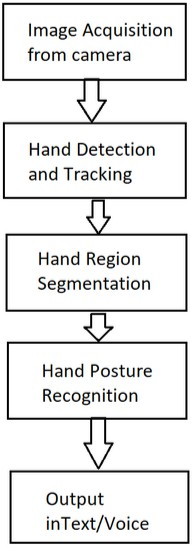 Image Acquisition
from camera
Hand Detection
and Tracking
Hand Region
Segmentation
Hand Posture
Recognition
Output
inText/Voice